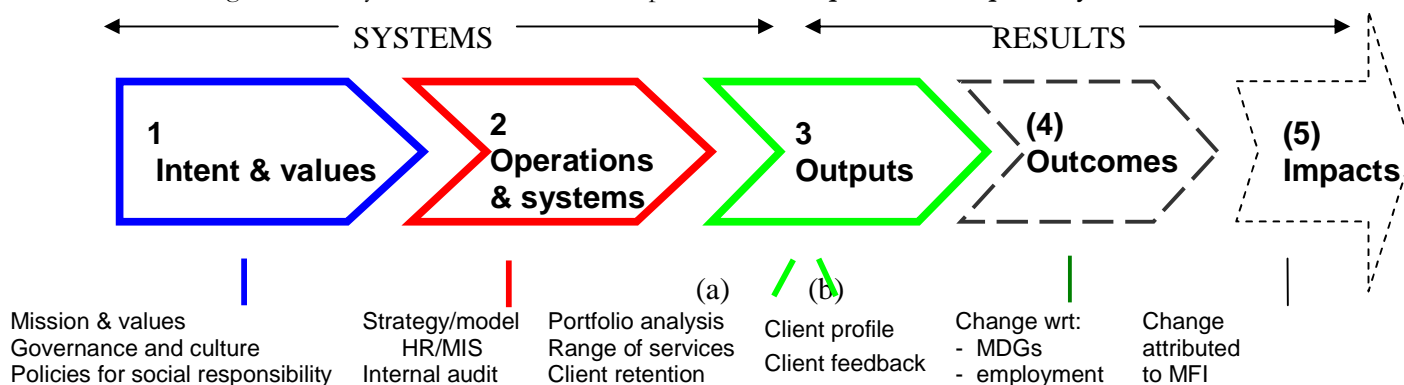 SYSTEMS
RESULTS
1
Intent & values
2
Operations
& systems
3
Outputs
(4)
Outcomes
(5)
Impacts
(a)
(b)
Mission & values
Governance and culture
Policies for social responsibility
Strategy/model
HR/MIS
Internal audit
Portfolio analysis
Range of services
Client retention
Client profile
Client feedback
Change wrt:
- MDGs
- employment
Change
attributed
to MFI